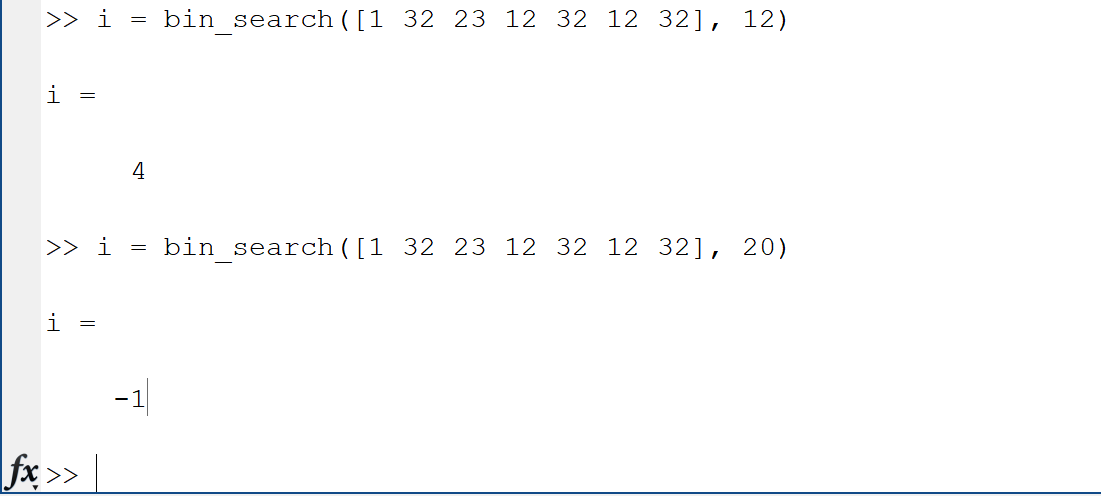 >> i = bin_search([1 32 23 12 32 12 32], 12)
i =
4
>> i = bin_search([1 32 23 12 32 12 32], 20)
i =
-1
fx >>